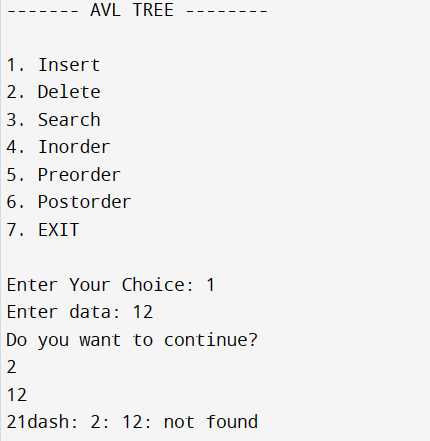 ------- AVL TREE --------
1. Insert
2. Delete
3. Search
4. Inorder
5. Preorder
6. Postorder
7. EXIT
Enter Your Choice: 1
Enter data: 12
Do you want to continue?
2
12
21dash: 2: 12: not found